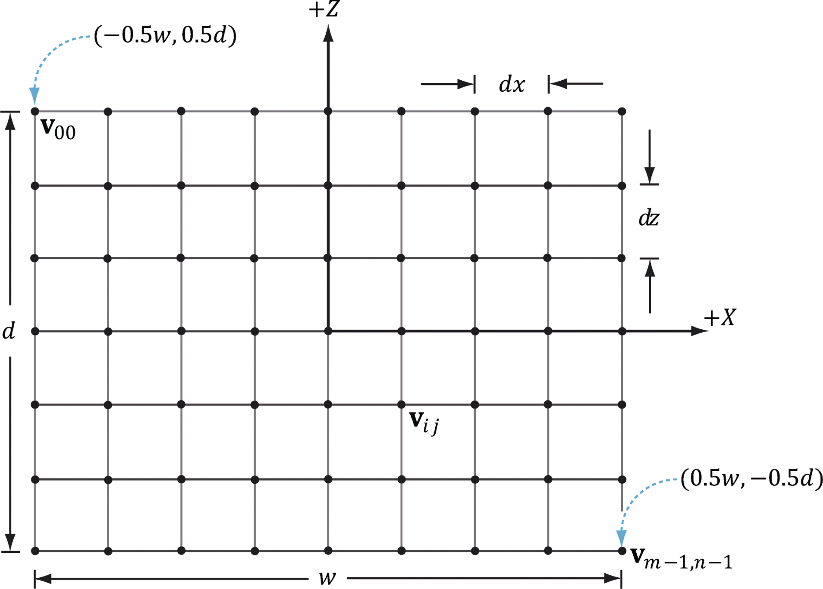 +Z
(−0.5w, 0.5d)
dx
v₀₀
dz
+X
d
vᵢⱼ
(0.5w, −0.5d)
vₘ₋₁,ₙ₋₁
w